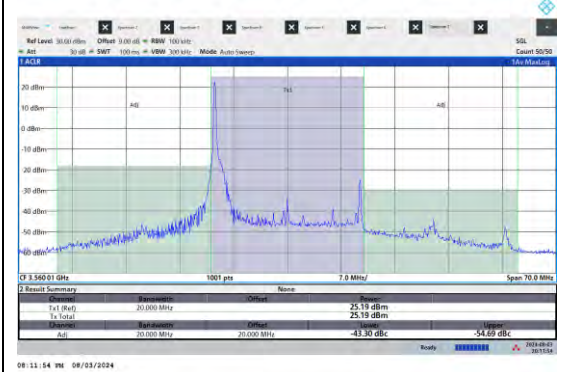 Ref Level 30.00 dBm Offset 9.00 dB RBW 100 kHz SGL
Att 30 dB SWT 100 ms VBW 300 kHz Mode Auto Sweep Count 50/50
1 ACLR 1Av MaxLog
Tx1
20 dBm
Adj Adj
10 dBm
0 dBm
-10 dBm
-20 dBm
-30 dBm
-40 dBm
-50 dBm
-60 dBm
CF 3.56001 GHz 1001 pts 7.0 MHz/ Span 70.0 MHz
2 Result Summary None
Channel Bandwidth Offset Power
Tx1 (Ref) 20.000 MHz 25.19 dBm
Tx Total 25.19 dBm
Channel Bandwidth Offset Lower Upper
Adj 20.000 MHz 20.000 MHz -43.30 dBc -54.69 dBc
Ready
08:11:54 PM 08/03/2024